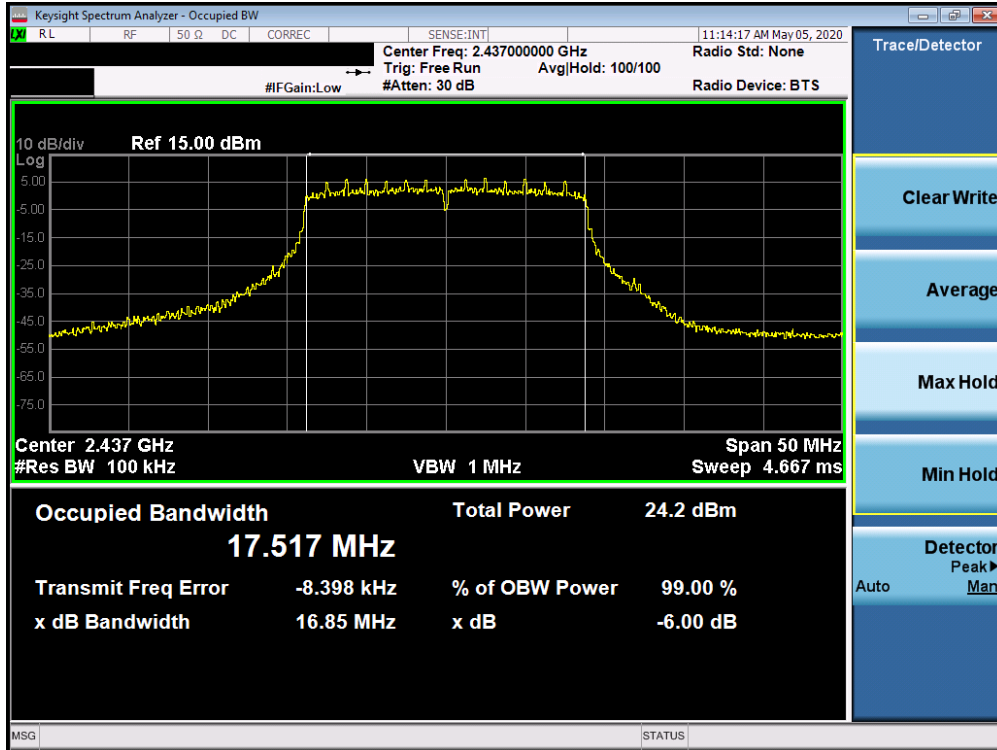 Keysight Spectrum Analyzer - Occupied BW
LXI RL RF 50 Ω DC CORREC SENSE:INT 11:14:17 AM May 05, 2020
Center Freq: 2.437000000 GHz Radio Std: None
Trig: Free Run Avg|Hold: 100/100
#IFGain:Low #Atten: 30 dB Radio Device: BTS
Trace/Detector
10 dB/div Ref 15.00 dBm
Log
5.00
-5.00
-15.0
-25.0
-35.0
-45.0
-55.0
-65.0
-75.0
Center 2.437 GHz Span 50 MHz
#Res BW 100 kHz VBW 1 MHz Sweep 4.667 ms
Occupied Bandwidth Total Power 24.2 dBm
17.517 MHz
Transmit Freq Error -8.398 kHz % of OBW Power 99.00 %
x dB Bandwidth 16.85 MHz x dB -6.00 dB
Clear Write
Average
Max Hold
Min Hold
Detector
Peak▶
Auto Man
MSG STATUS